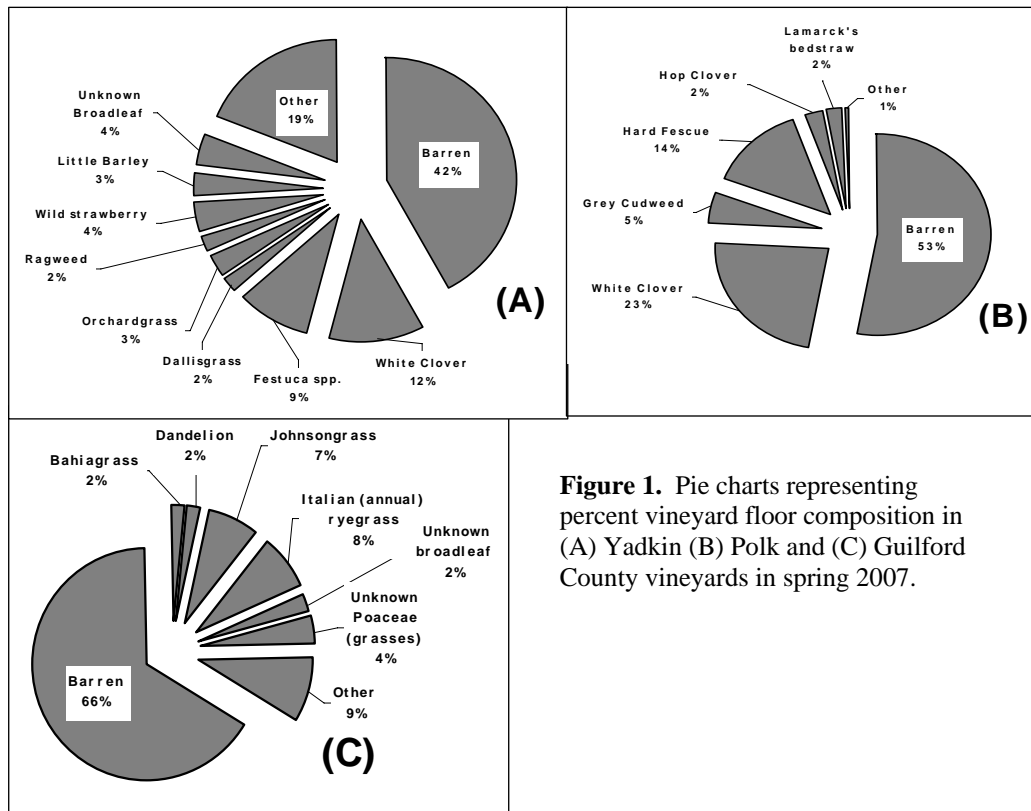 Other
19%
Barren
42%
White Clover
12%
Festuca spp.
9%
Dallisgrass
2%
Orchardgrass
3%
Ragweed
2%
Wild strawberry
4%
Little Barley
3%
Unknown
Broadleaf
4%
(A)
Lamarck's
bedstraw
2%
Other
1%
Hop Clover
2%
Hard Fescue
14%
Grey Cudweed
5%
White Clover
23%
Barren
53%
(B)
Bahiagrass
2%
Dandelion
2%
Johnsongrass
7%
Italian (annual)
ryegrass
8%
Unknown
broadleaf
2%
Unknown
Poaceae
(grasses)
4%
Other
9%
Barren
66%
(C)
Figure 1. Pie charts representing
percent vineyard floor composition in
(A) Yadkin (B) Polk and (C) Guilford
County vineyards in spring 2007.